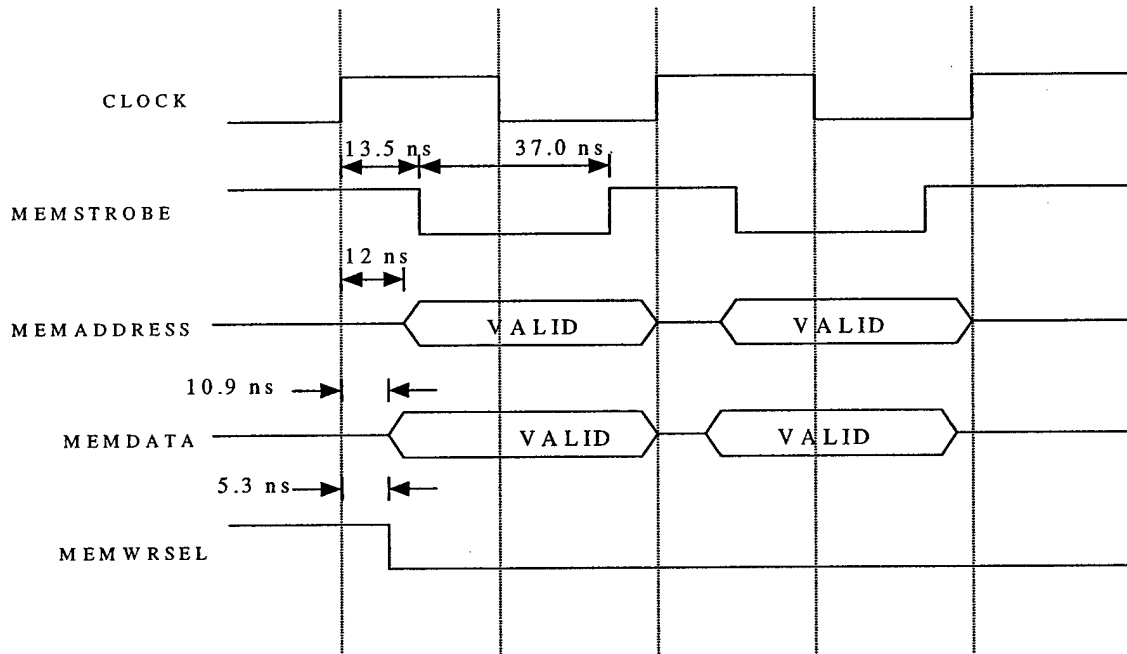 CLOCK
13.5 ns
37.0 ns
MEMSTROBE
12 ns
MEMADDRESS
VALID
VALID
10.9 ns
MEMDATA
VALID
VALID
5.3 ns
MEMWRSEL